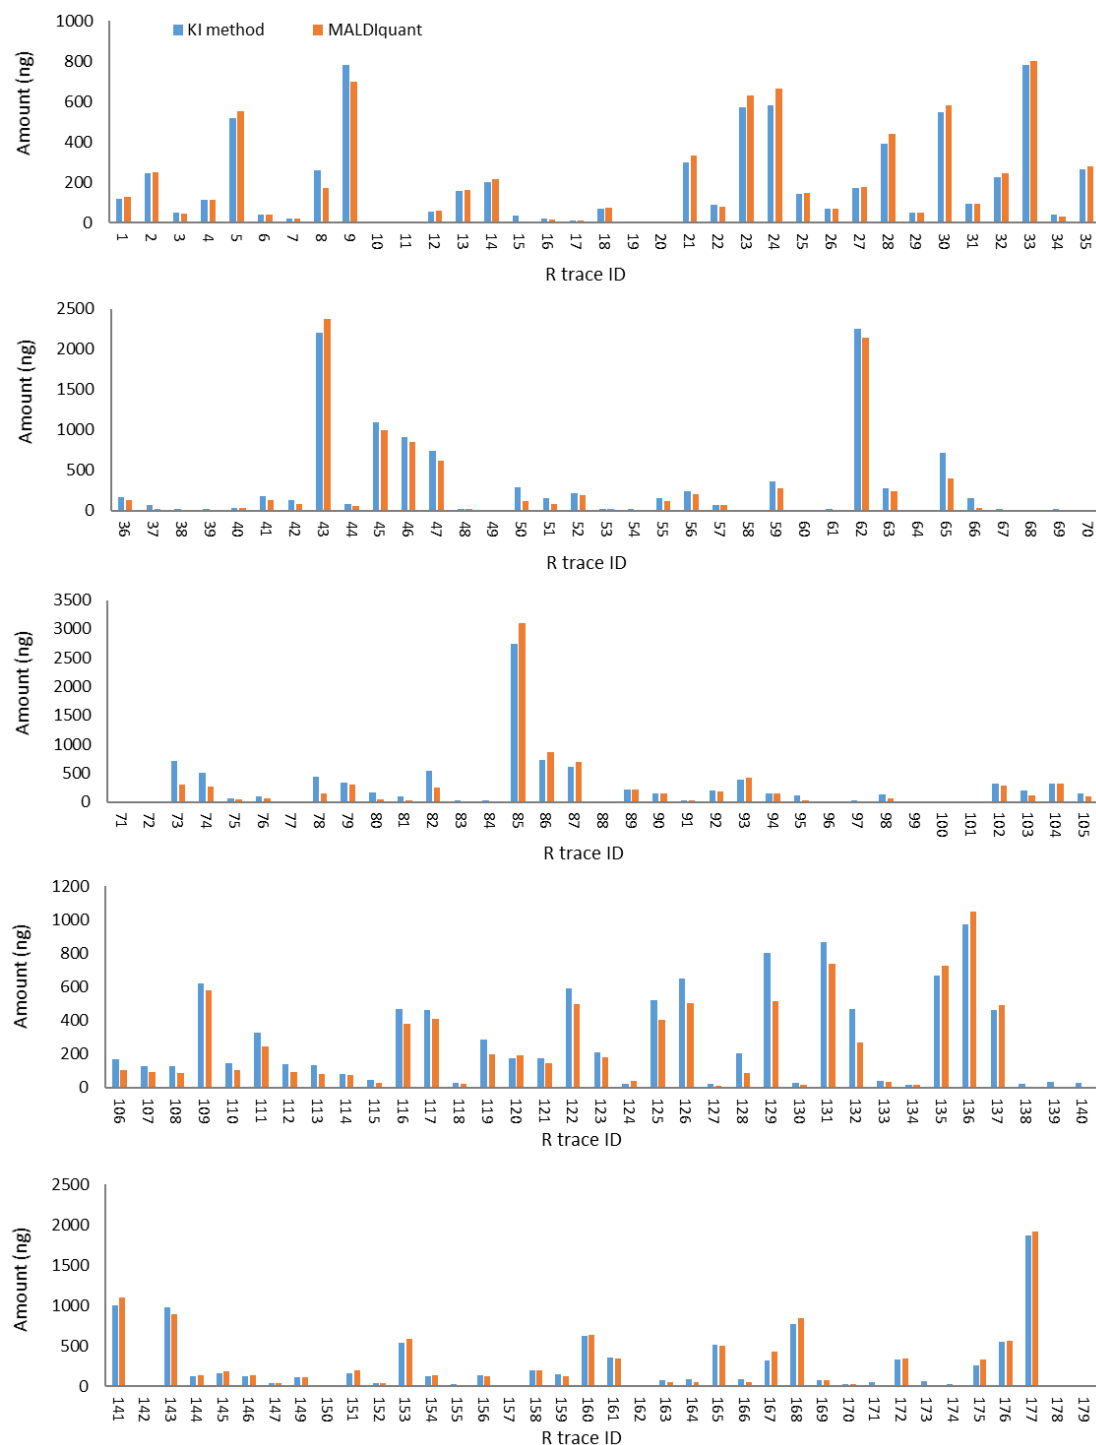 KI method MALDIquant
Amount (ng)
1000
800
600
400
200
0
1 2 3 4 5 6 7 8 9 10 11 12 13 14 15 16 17 18 19 20 21 22 23 24 25 26 27 28 29 30 31 32 33 34 35
R trace ID
Amount (ng)
2500
2000
1500
1000
500
0
36 37 38 39 40 41 42 43 44 45 46 47 48 49 50 51 52 53 54 55 56 57 58 59 60 61 62 63 64 65 66 67 68 69 70
R trace ID
Amount (ng)
3500
3000
2500
2000
1500
1000
500
0
71 72 73 74 75 76 77 78 79 80 81 82 83 84 85 86 87 88 89 90 91 92 93 94 95 96 97 98 99 100 101 102 103 104 105
R trace ID
Amount (ng)
1200
1000
800
600
400
200
0
106 107 108 109 110 111 112 113 114 115 116 117 118 119 120 121 122 123 124 125 126 127 128 129 130 131 132 133 134 135 136 137 138 139 140
R trace ID
Amount (ng)
2500
2000
1500
1000
500
0
141 142 143 144 145 146 147 149 150 151 152 153 154 155 156 157 158 159 160 161 162 163 164 165 166 167 168 169 170 171 172 173 174 175 176 177 178 179
R trace ID